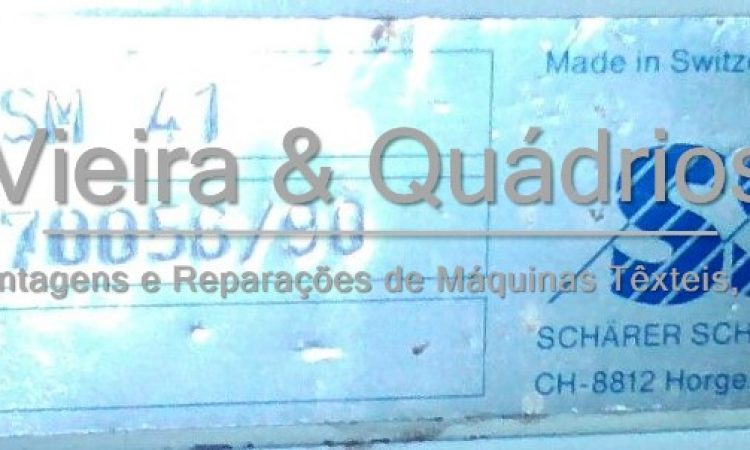 Made in Switze
SM 41
Vieira & Quádrios
70056/90
ntagens e Reparações de Máquinas Têxteis,
SCHÄRER SCH
CH-8812 Horge